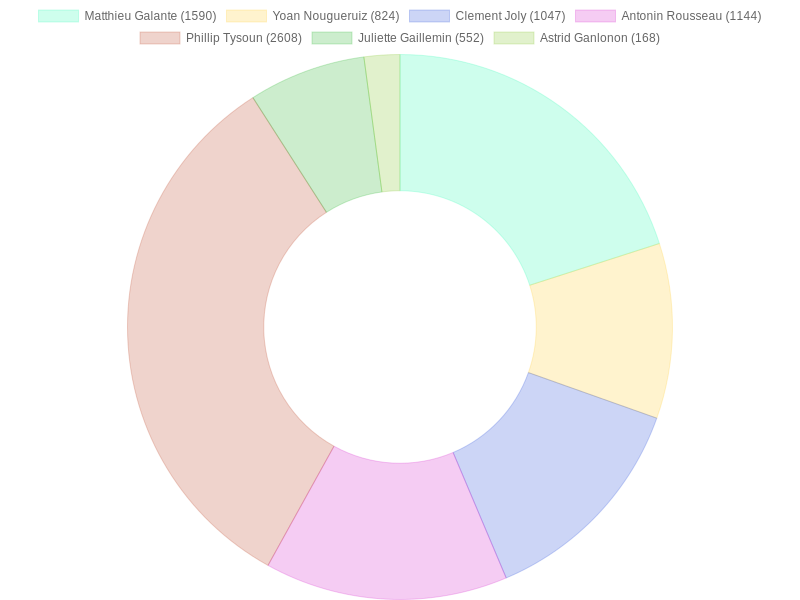 Matthieu Galante (1590) Yoan Nougueruiz (824) Clement Joly (1047) Antonin Rousseau (1144)
Phillip Tysoun (2608) Juliette Gaillemin (552) Astrid Ganlonon (168)